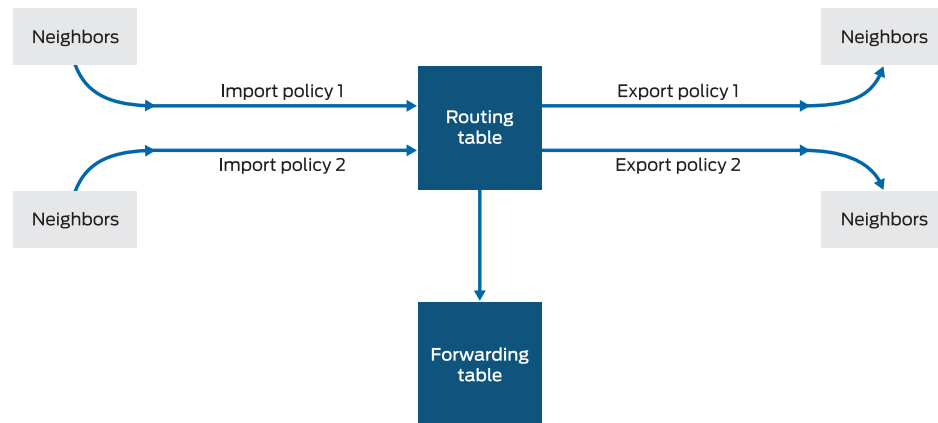 Neighbors
Neighbors
Import policy 1
Export policy 1
Routing
table
Import policy 2
Export policy 2
Neighbors
Neighbors
Forwarding
table